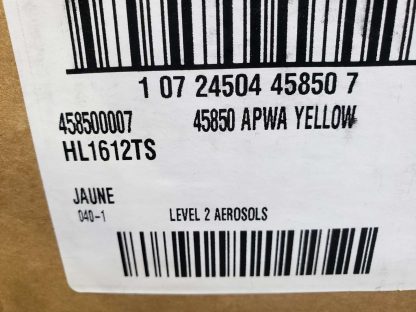 1 07 24504 45850 7
458500007 45850 APWA YELLOW
HL1612TS
JAUNE
040-1 LEVEL 2 AEROSOLS